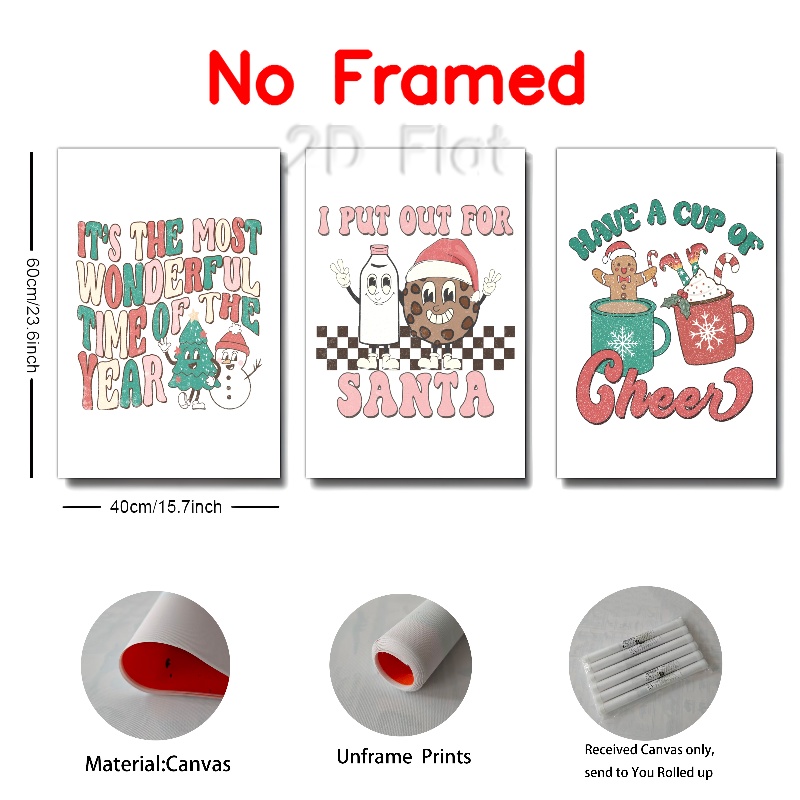 No Framed
2D Flat
60cm/23.6inch
IT'S THE MOST
WONDERFUL
TIME OF THE
YEAR
I PUT OUT FOR
SANTA
HAVE A CUP OF
Cheer
40cm/15.7inch
Material:Canvas
Unframe Prints
Received Canvas only,
send to You Rolled up